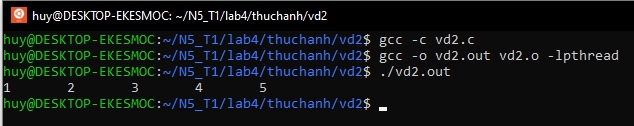 huy@DESKTOP-EKESMOC: ~/N5_T1/lab4/thuchanh/vd2
huy@DESKTOP-EKESMOC:~/N5_T1/lab4/thuchanh/vd2$ gcc -c vd2.c
huy@DESKTOP-EKESMOC:~/N5_T1/lab4/thuchanh/vd2$ gcc -o vd2.out vd2.o -lpthread
huy@DESKTOP-EKESMOC:~/N5_T1/lab4/thuchanh/vd2$ ./vd2.out
1 2 3 4 5
huy@DESKTOP-EKESMOC:~/N5_T1/lab4/thuchanh/vd2$